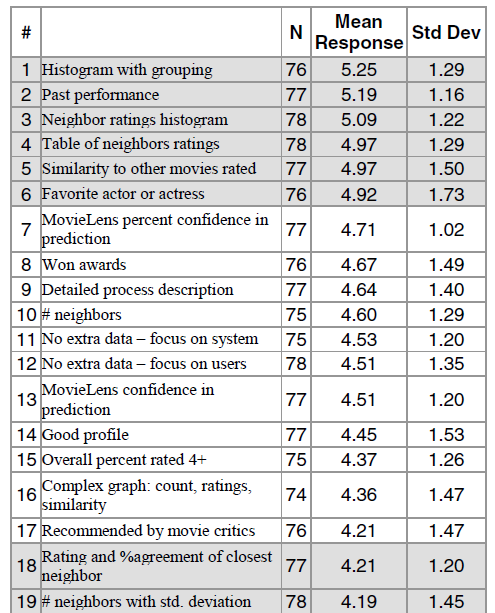 # N Mean Response Std Dev
1 Histogram with grouping 76 5.25 1.29
2 Past performance 77 5.19 1.16
3 Neighbor ratings histogram 78 5.09 1.22
4 Table of neighbors ratings 78 4.97 1.29
5 Similarity to other movies rated 77 4.97 1.50
6 Favorite actor or actress 76 4.92 1.73
7 MovieLens percent confidence in
prediction 77 4.71 1.02
8 Won awards 76 4.67 1.49
9 Detailed process description 77 4.64 1.40
10 # neighbors 75 4.60 1.29
11 No extra data – focus on system 75 4.53 1.20
12 No extra data – focus on users 78 4.51 1.35
13 MovieLens confidence in
prediction 77 4.51 1.20
14 Good profile 77 4.45 1.53
15 Overall percent rated 4+ 75 4.37 1.26
16 Complex graph: count, ratings,
similarity 74 4.36 1.47
17 Recommended by movie critics 76 4.21 1.47
18 Rating and %agreement of closest
neighbor 77 4.21 1.20
19 # neighbors with std. deviation 78 4.19 1.45